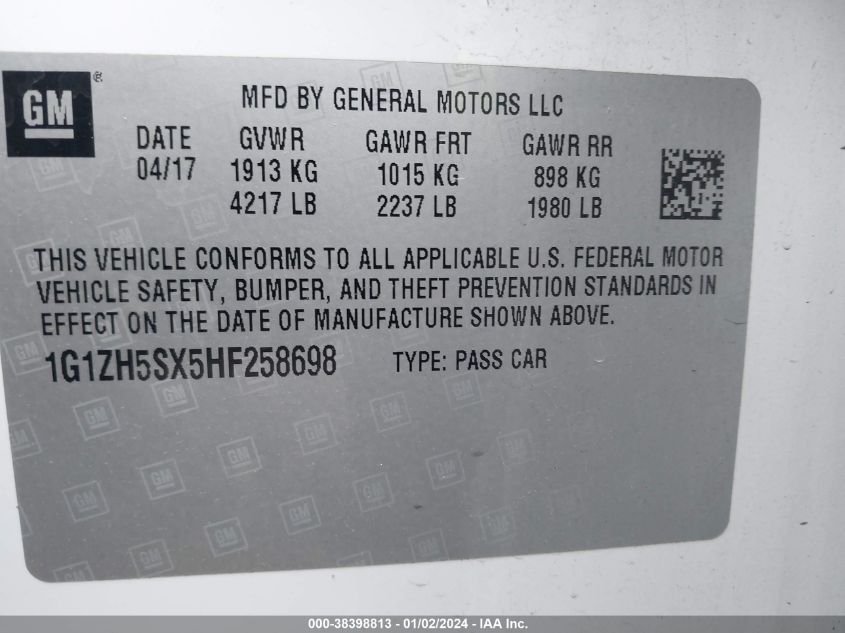 GM®
MFD BY GENERAL MOTORS LLC
DATE GVWR GAWR FRT GAWR RR
04/17 1913 KG 1015 KG 898 KG
4217 LB 2237 LB 1980 LB
THIS VEHICLE CONFORMS TO ALL APPLICABLE U.S. FEDERAL MOTOR
VEHICLE SAFETY, BUMPER, AND THEFT PREVENTION STANDARDS IN
EFFECT ON THE DATE OF MANUFACTURE SHOWN ABOVE.
1G1ZH5SX5HF258698 TYPE: PASS CAR
000-38398813 - 01/02/2024 - IAA Inc.